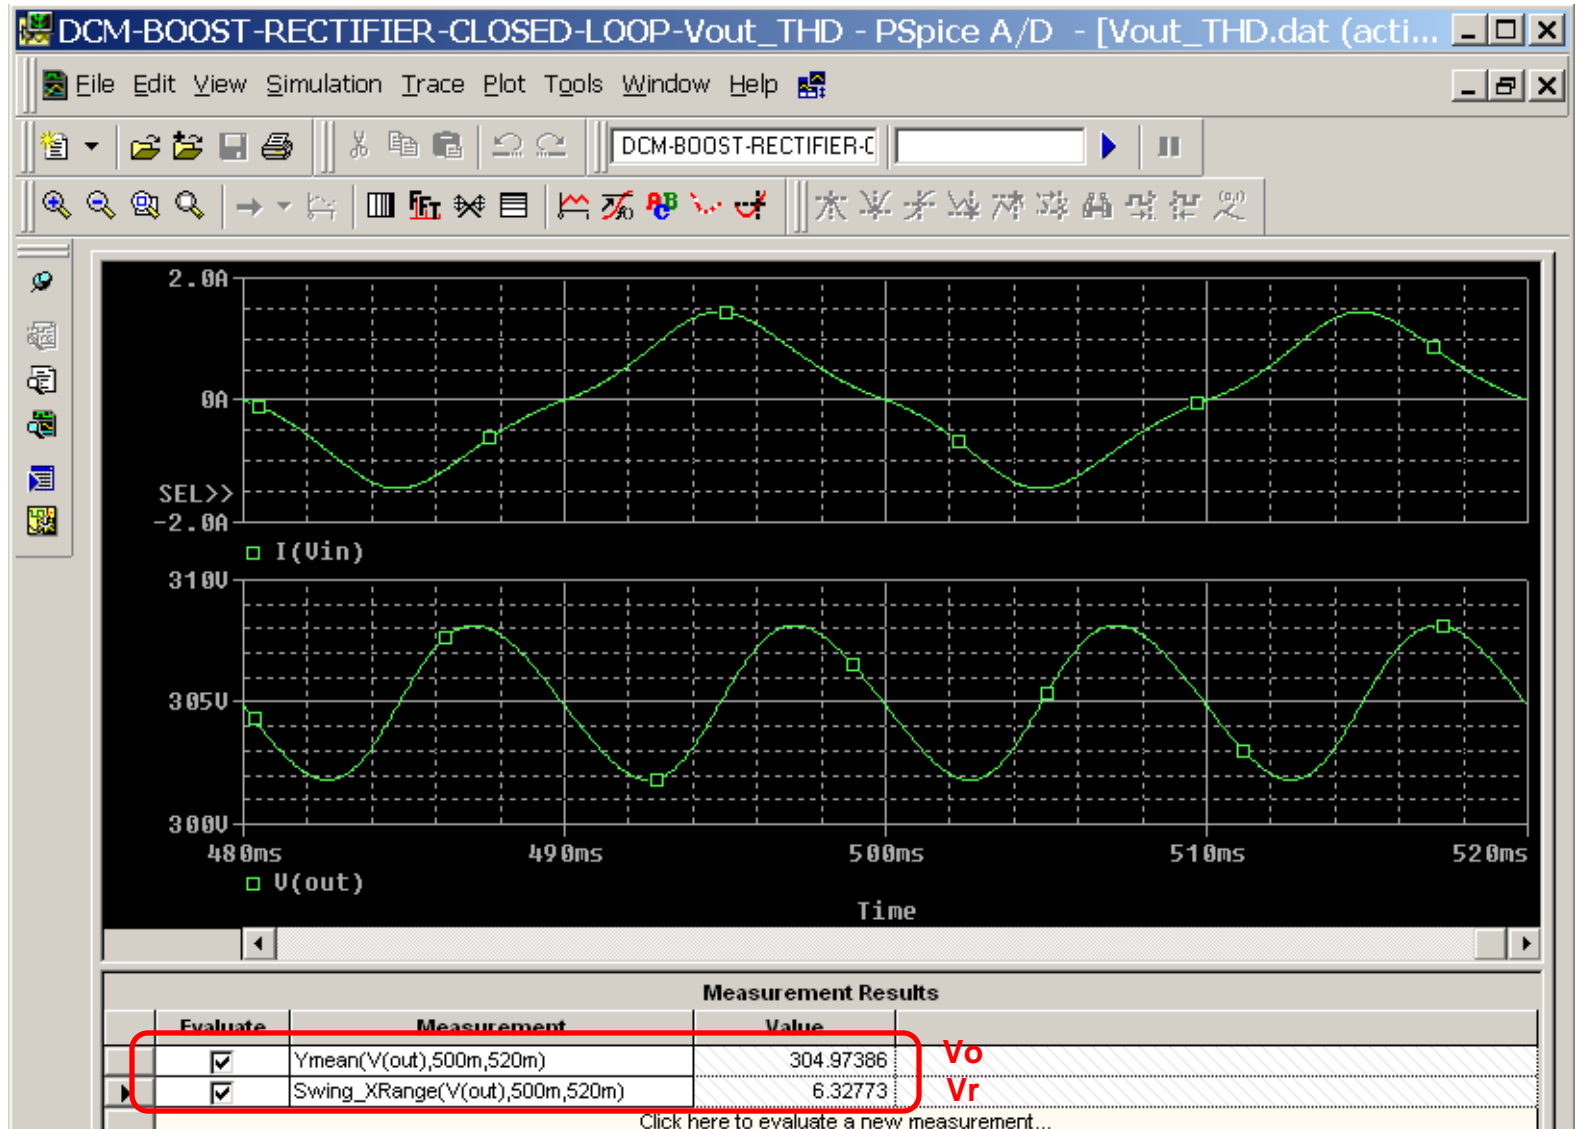 DCM-BOOST-RECTIFIER-CLOSED-LOOP-Vout_THD - PSpice A/D - [Vout_THD.dat (acti...
File Edit View Simulation Trace Plot Tools Window Help
DCM-BOOST-RECTIFIER-C
2.0A
0A
SEL>>
-2.0A
I(Vin)
310V
305V
300V
480ms 490ms 500ms 510ms 520ms
V(out)
Time
Measurement Results
Evaluate Measurement Value
Ymean(V(out),500m,520m) 304.97386 Vo
Swing_XRange(V(out),500m,520m) 6.32773 Vr
Click here to evaluate a new measurement...